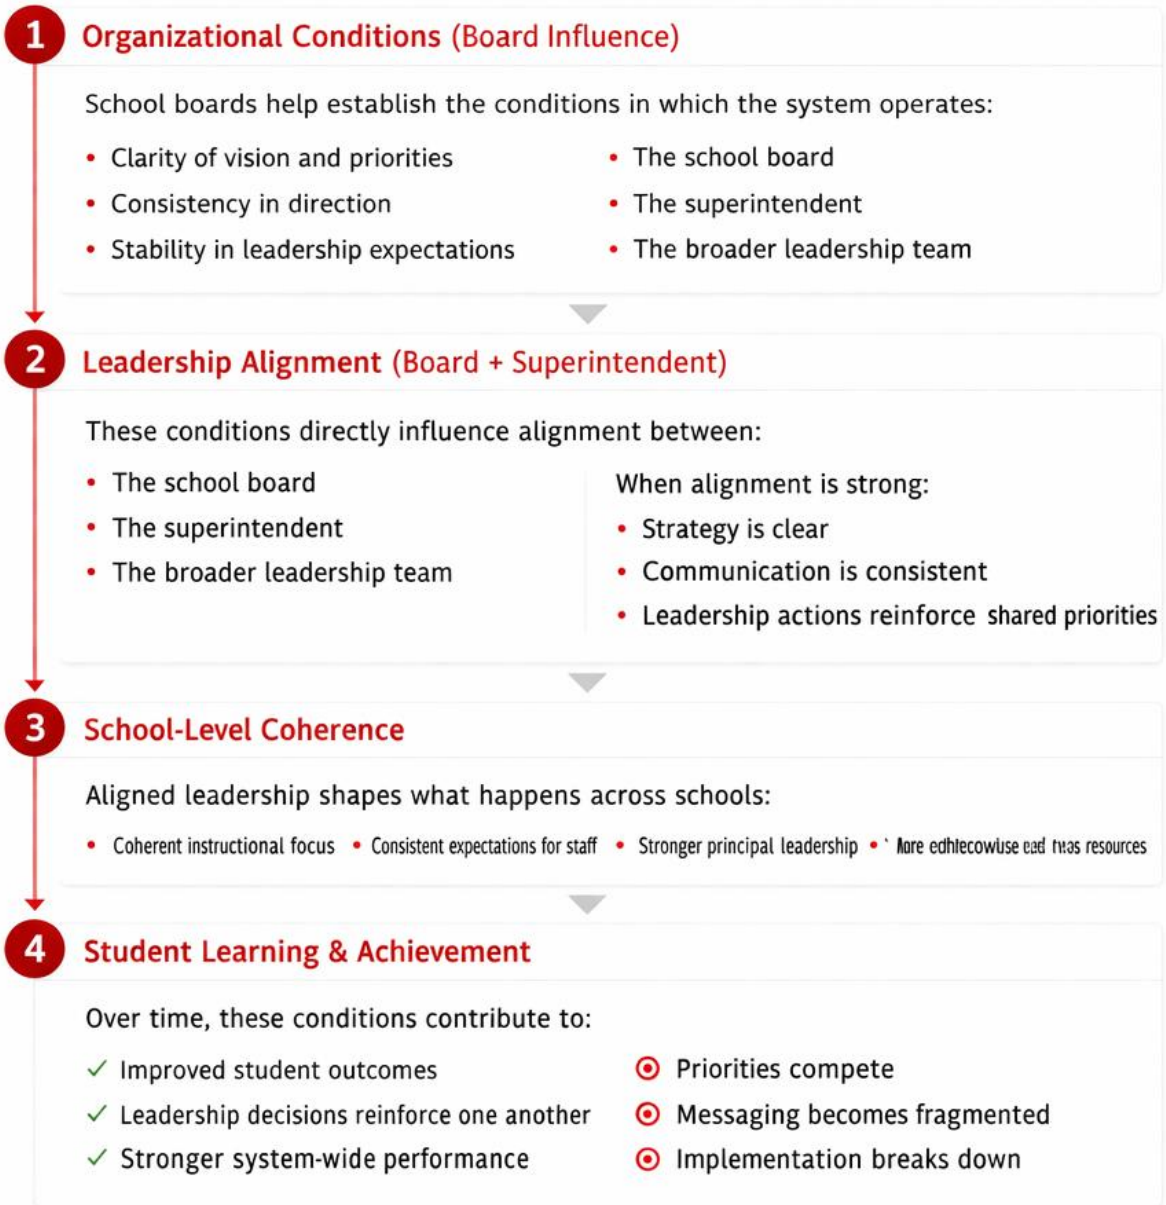 1 Organizational Conditions (Board Influence)
School boards help establish the conditions in which the system operates:
• Clarity of vision and priorities
• Consistency in direction
• Stability in leadership expectations
• The school board
• The superintendent
• The broader leadership team
2 Leadership Alignment (Board + Superintendent)
These conditions directly influence alignment between:
• The school board
• The superintendent
• The broader leadership team
When alignment is strong:
• Strategy is clear
• Communication is consistent
• Leadership actions reinforce shared priorities
3 School-Level Coherence
Aligned leadership shapes what happens across schools:
• Coherent instructional focus • Consistent expectations for staff • Stronger principal leadership • resources
4 Student Learning & Achievement
Over time, these conditions contribute to:
✓ Improved student outcomes
✓ Leadership decisions reinforce one another
✓ Stronger system-wide performance
Priorities compete
Messaging becomes fragmented
Implementation breaks down